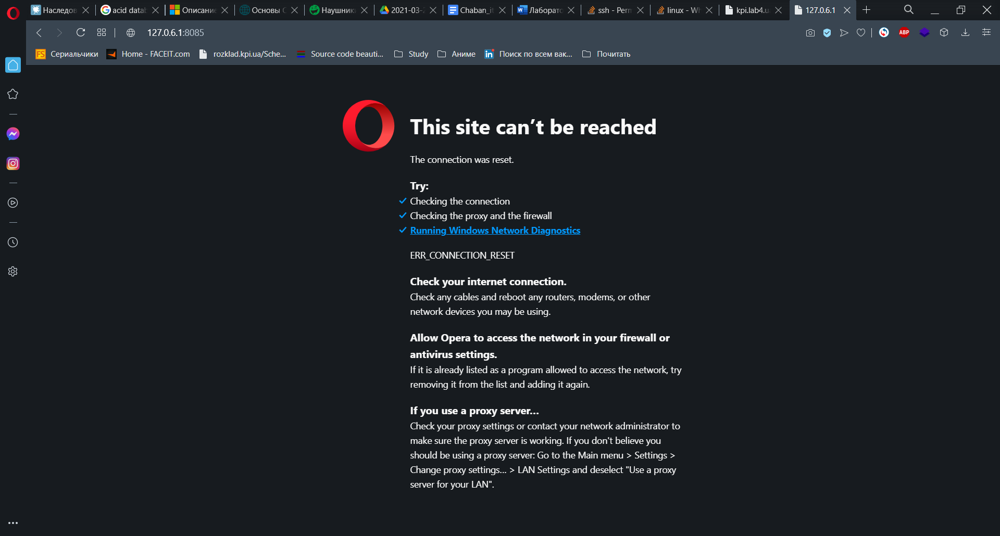 Наследов
acid datab
Описание
Основы С
Наушник
2021-03-2
Chaban_it
Лаборато
ssh - Perm
linux - Wh
kpi.lab4.u
127.0.6.1
127.0.6.1:8085
ABP
FS Сериальчики
Home - FACEIT.com
rozklad.kpi.ua/Sche...
Source code beauti...
Study
Аниме
in Поиск по всем вак...
Почитать
This site can’t be reached
The connection was reset.
Try:
Checking the connection
Checking the proxy and the firewall
Running Windows Network Diagnostics
ERR_CONNECTION_RESET
Check your internet connection.
Check any cables and reboot any routers, modems, or other
network devices you may be using.
Allow Opera to access the network in your firewall or
antivirus settings.
If it is already listed as a program allowed to access the network, try
removing it from the list and adding it again.
If you use a proxy server...
Check your proxy settings or contact your network administrator to
make sure the proxy server is working. If you don't believe you
should be using a proxy server: Go to the Main menu > Settings >
Change proxy settings... > LAN Settings and deselect "Use a proxy
server for your LAN".